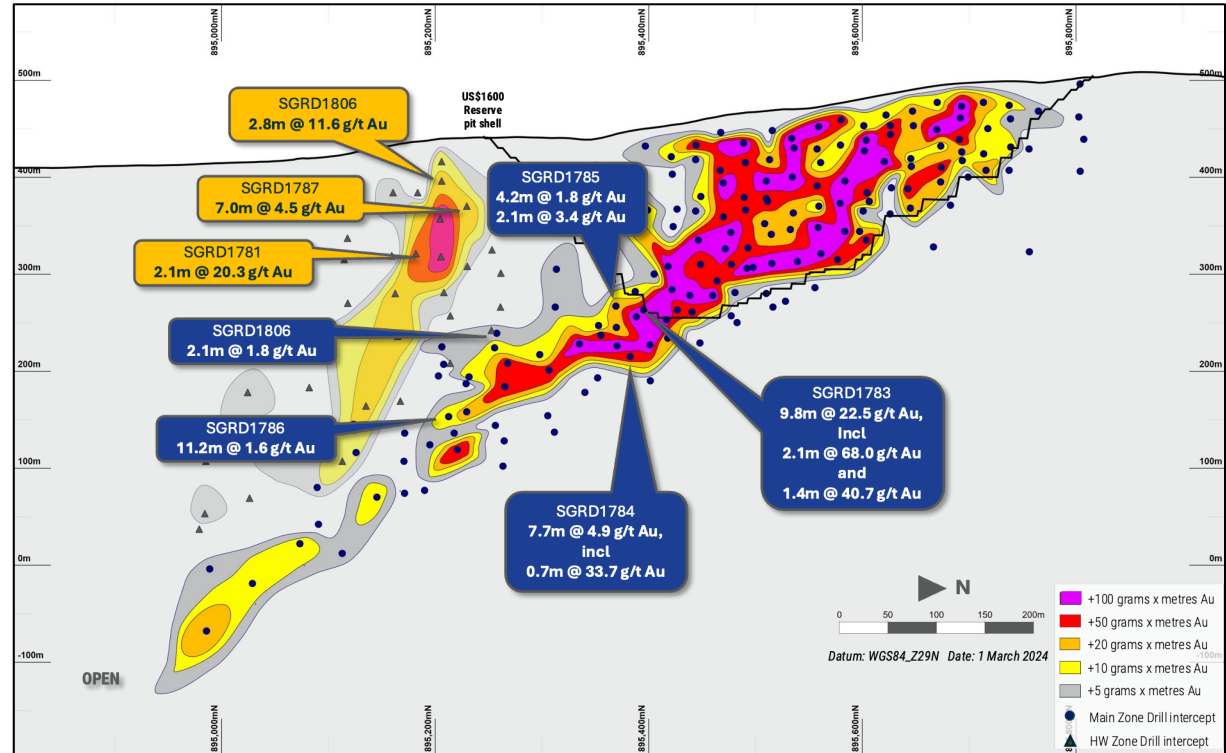 895,000mN
895,200mN
895,400mN
895,600mN
895,800mN
500m
500m
400m
400m
300m
300m
200m
200m
100m
100m
0m
0m
-100m
-100m
US$1600
Reserve
pit shell
SGRD1806
2.8m @ 11.6 g/t Au
SGRD1787
7.0m @ 4.5 g/t Au
SGRD1781
2.1m @ 20.3 g/t Au
SGRD1785
4.2m @ 1.8 g/t Au
2.1m @ 3.4 g/t Au
SGRD1806
2.1m @ 1.8 g/t Au
SGRD1786
11.2m @ 1.6 g/t Au
SGRD1783
9.8m @ 22.5 g/t Au,
Incl
2.1m @ 68.0 g/t Au
and
1.4m @ 40.7 g/t Au
SGRD1784
7.7m @ 4.9 g/t Au,
incl
0.7m @ 33.7 g/t Au
OPEN
N
0 50 100 150 200m
Datum: WGS84_Z29N Date: 1 March 2024
+100 grams x metres Au
+50 grams x metres Au
+20 grams x metres Au
+10 grams x metres Au
+5 grams x metres Au
Main Zone Drill intercept
HW Zone Drill intercept
895,000mN
895,200mN
895,400mN
895,600mN